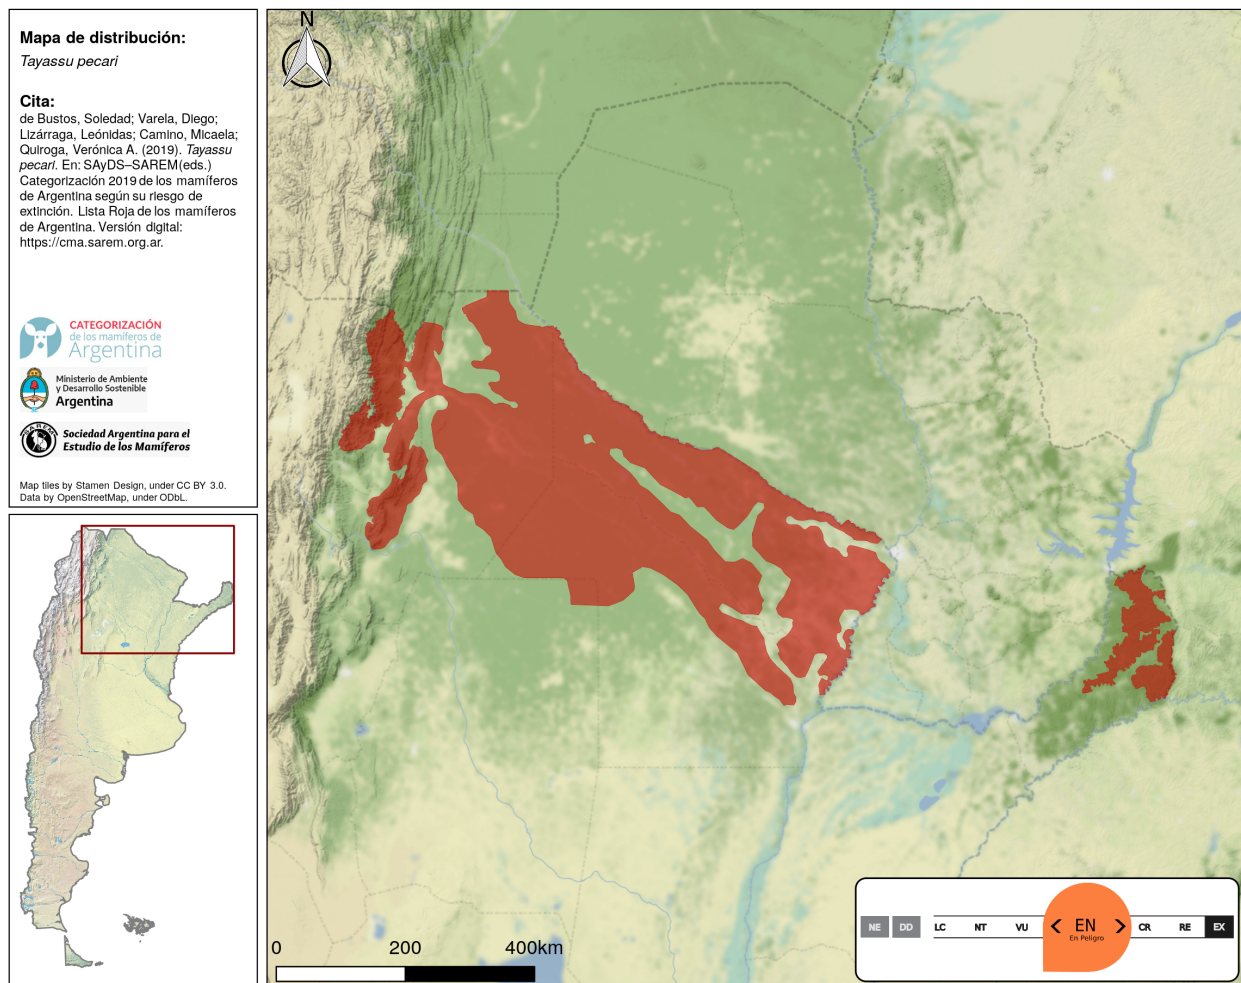 Mapa de distribución:
Tayassu pecari
Cita:
de Bustos, Soledad; Varela, Diego;
Lizárraga, Leónidas; Camino, Micaela;
Quiroga, Verónica A. (2019). Tayassu
pecari. En: SAyDS–SAREM(eds.)
Categorización 2019 de los mamíferos
de Argentina según su riesgo de
extinción. Lista Roja de los mamíferos
de Argentina. Versión digital:
https://cma.sarem.org.ar.
CATEGORIZACIÓN
de los mamíferos de
Argentina
Ministerio de Ambiente
y Desarrollo Sostenible
Argentina
SAREM
Sociedad Argentina para el
Estudio de los Mamíferos
Map tiles by Stamen Design, under CC BY 3.0.
Data by OpenStreetMap, under ODbL.
N
0 200 400km
NE DD LC NT VU EN CR RE EX
En Peligro